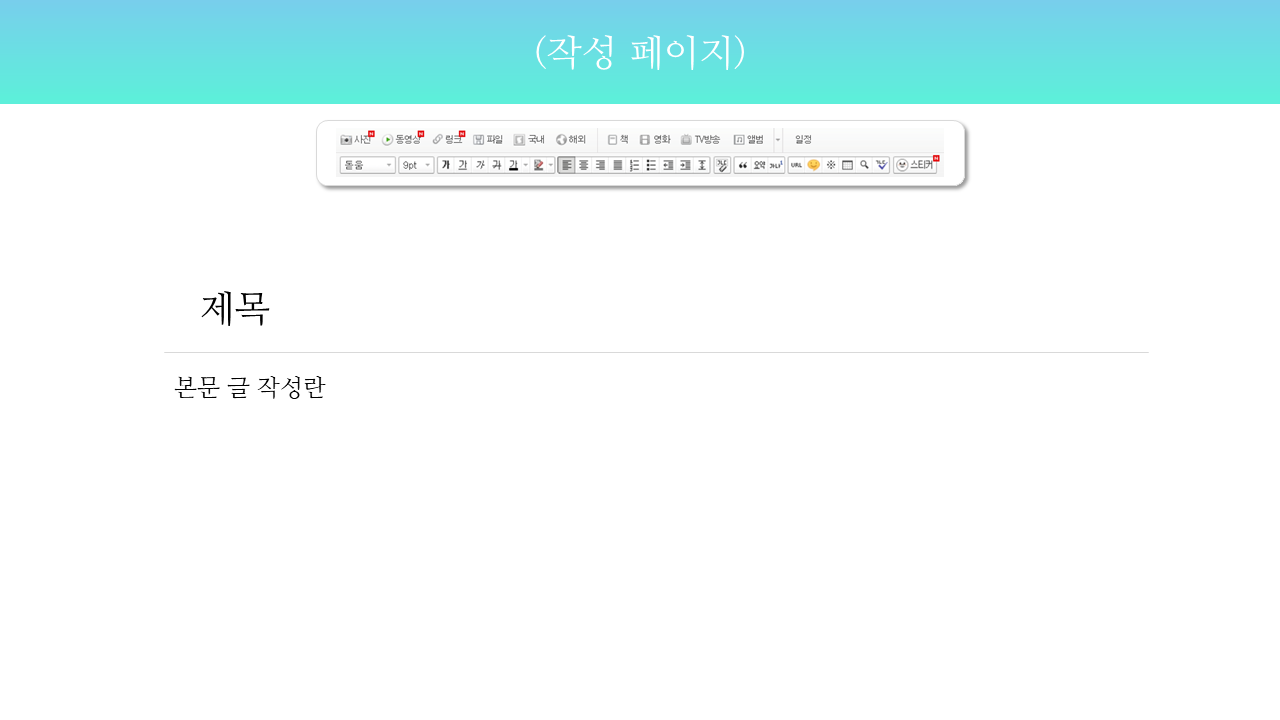 (작성 페이지)
사진 동영상 링크 파일 국내 해외 책 영화 TV방송 앨범 일정
돋움 9pt 가 가 가 가 가 요약 URL 스티커
제목
본문 글 작성란